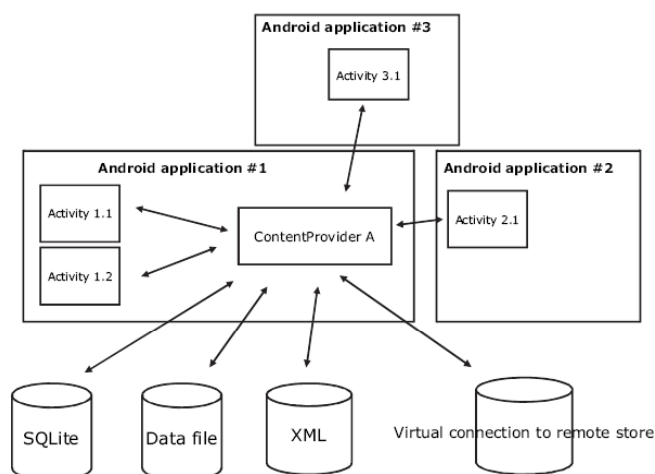 Android application #3
Activity 3.1
Android application #1
Android application #2
Activity 1.1
Activity 2.1
ContentProvider A
Activity 1.2
SQLite
Data file
XML
Virtual connection to remote store